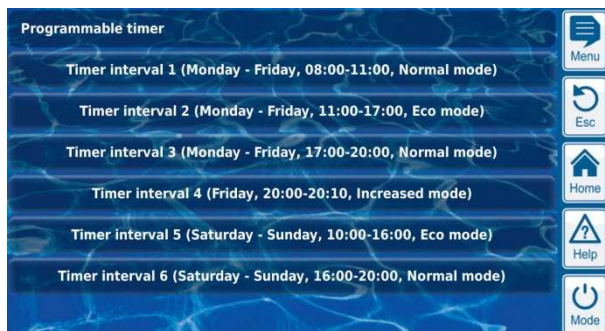 Programmable timer
Timer interval 1 (Monday - Friday, 08:00-11:00, Normal mode)
Timer interval 2 (Monday - Friday, 11:00-17:00, Eco mode)
Timer interval 3 (Monday - Friday, 17:00-20:00, Normal mode)
Timer interval 4 (Friday, 20:00-20:10, Increased mode)
Timer interval 5 (Saturday - Sunday, 10:00-16:00, Eco mode)
Timer interval 6 (Saturday - Sunday, 16:00-20:00, Normal mode)
Menu
Esc
Home
?
Help
Mode